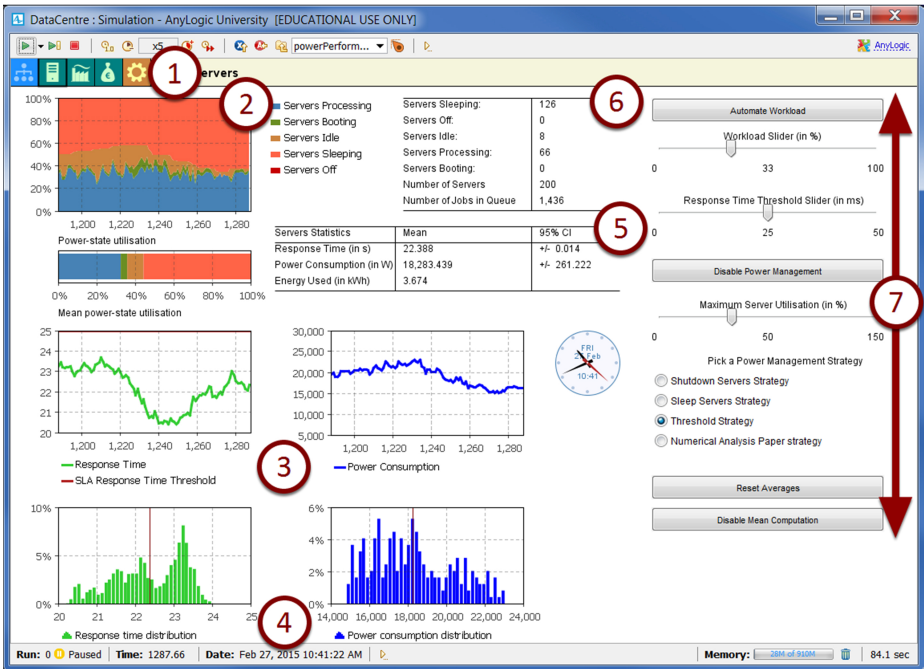 DataCentre : Simulation - AnyLogic University [EDUCATIONAL USE ONLY]
x5
powerPerform...
AnyLogic
1
ervers
100%
80%
60%
40%
20%
0%
1,200 1,220 1,240 1,260 1,280
Power-state utilisation
2
Servers Processing
Servers Booting
Servers Idle
Servers Sleeping
Servers Off
Servers Sleeping: 126
Servers Off: 0
Servers Idle: 8
Servers Processing: 66
Servers Booting: 0
Number of Servers 200
Number of Jobs in Queue 1,436
6
0% 20% 40% 60% 80% 100%
Mean power-state utilisation
Servers Statistics Mean 95% CI
Response Time (in s) 22.388 +/- 0.014
Power Consumption (in W) 18,283.439 +/- 261.222
Energy Used (in kWh) 3.674
5
25
24
23
22
21
20
1,200 1,220 1,240 1,260 1,280
Response Time
SLA Response Time Threshold
3
30,000
25,000
20,000
15,000
10,000
5,000
1,200 1,220 1,240 1,260 1,280
Power Consumption
FRI
Feb
10:41
10%
5%
0%
20 21 22 23 24 25
Response time distribution
4
6%
4%
2%
0%
14,000 16,000 18,000 20,000 22,000 24,000
Power consumption distribution
Automate Workload
Workload Slider (in %)
0 33 100
Response Time Threshold Slider (in ms)
0 25 50
Disable Power Management
Maximum Server Utilisation (in %)
0 50 150
7
Pick a Power Management Strategy
Shutdown Servers Strategy
Sleep Servers Strategy
Threshold Strategy
Numerical Analysis Paper strategy
Reset Averages
Disable Mean Computation
Run: 0 Paused Time: 1287.66 Date: Feb 27, 2015 10:41:22 AM Memory: 28M of 910M 84.1 sec